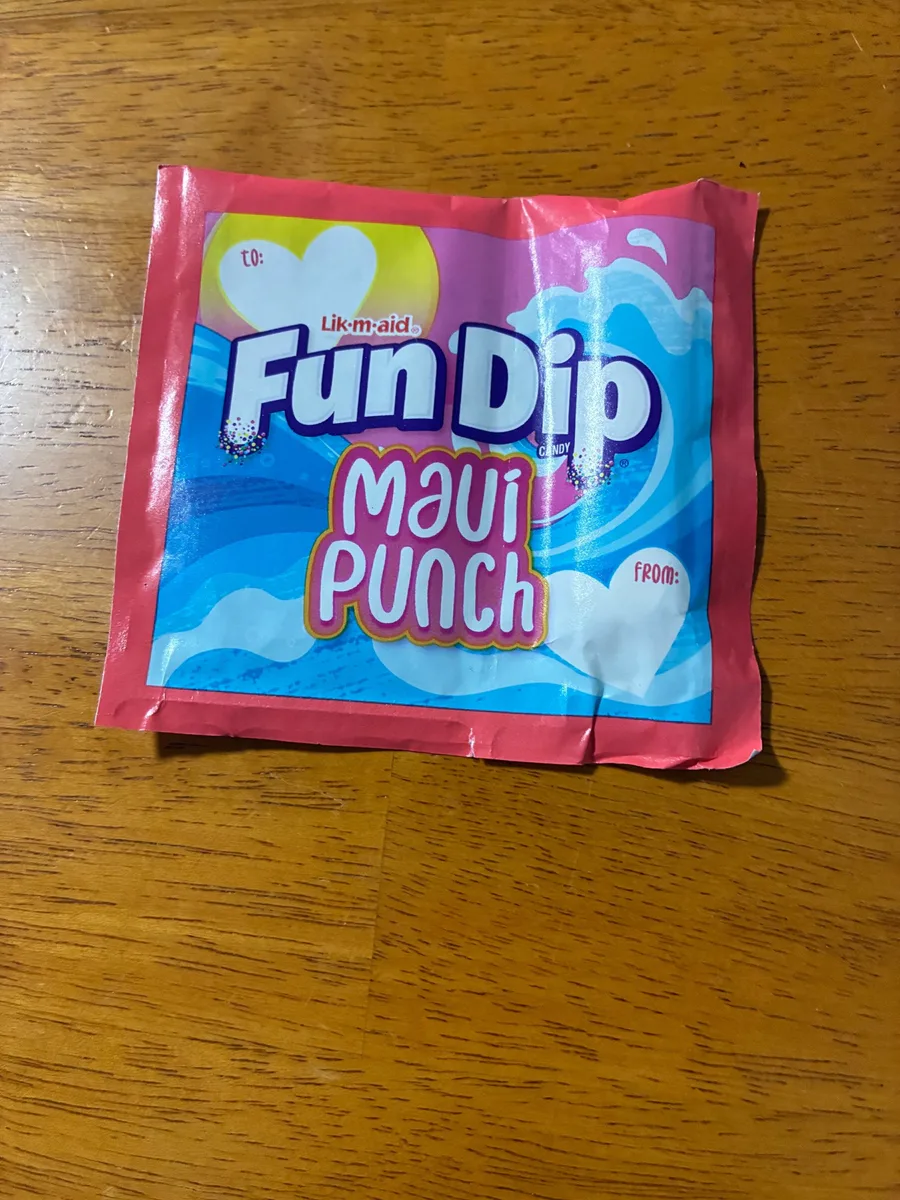 to:
Lik·m·aid®
Fun Dip
CANDY
®
Maui
Punch
from: